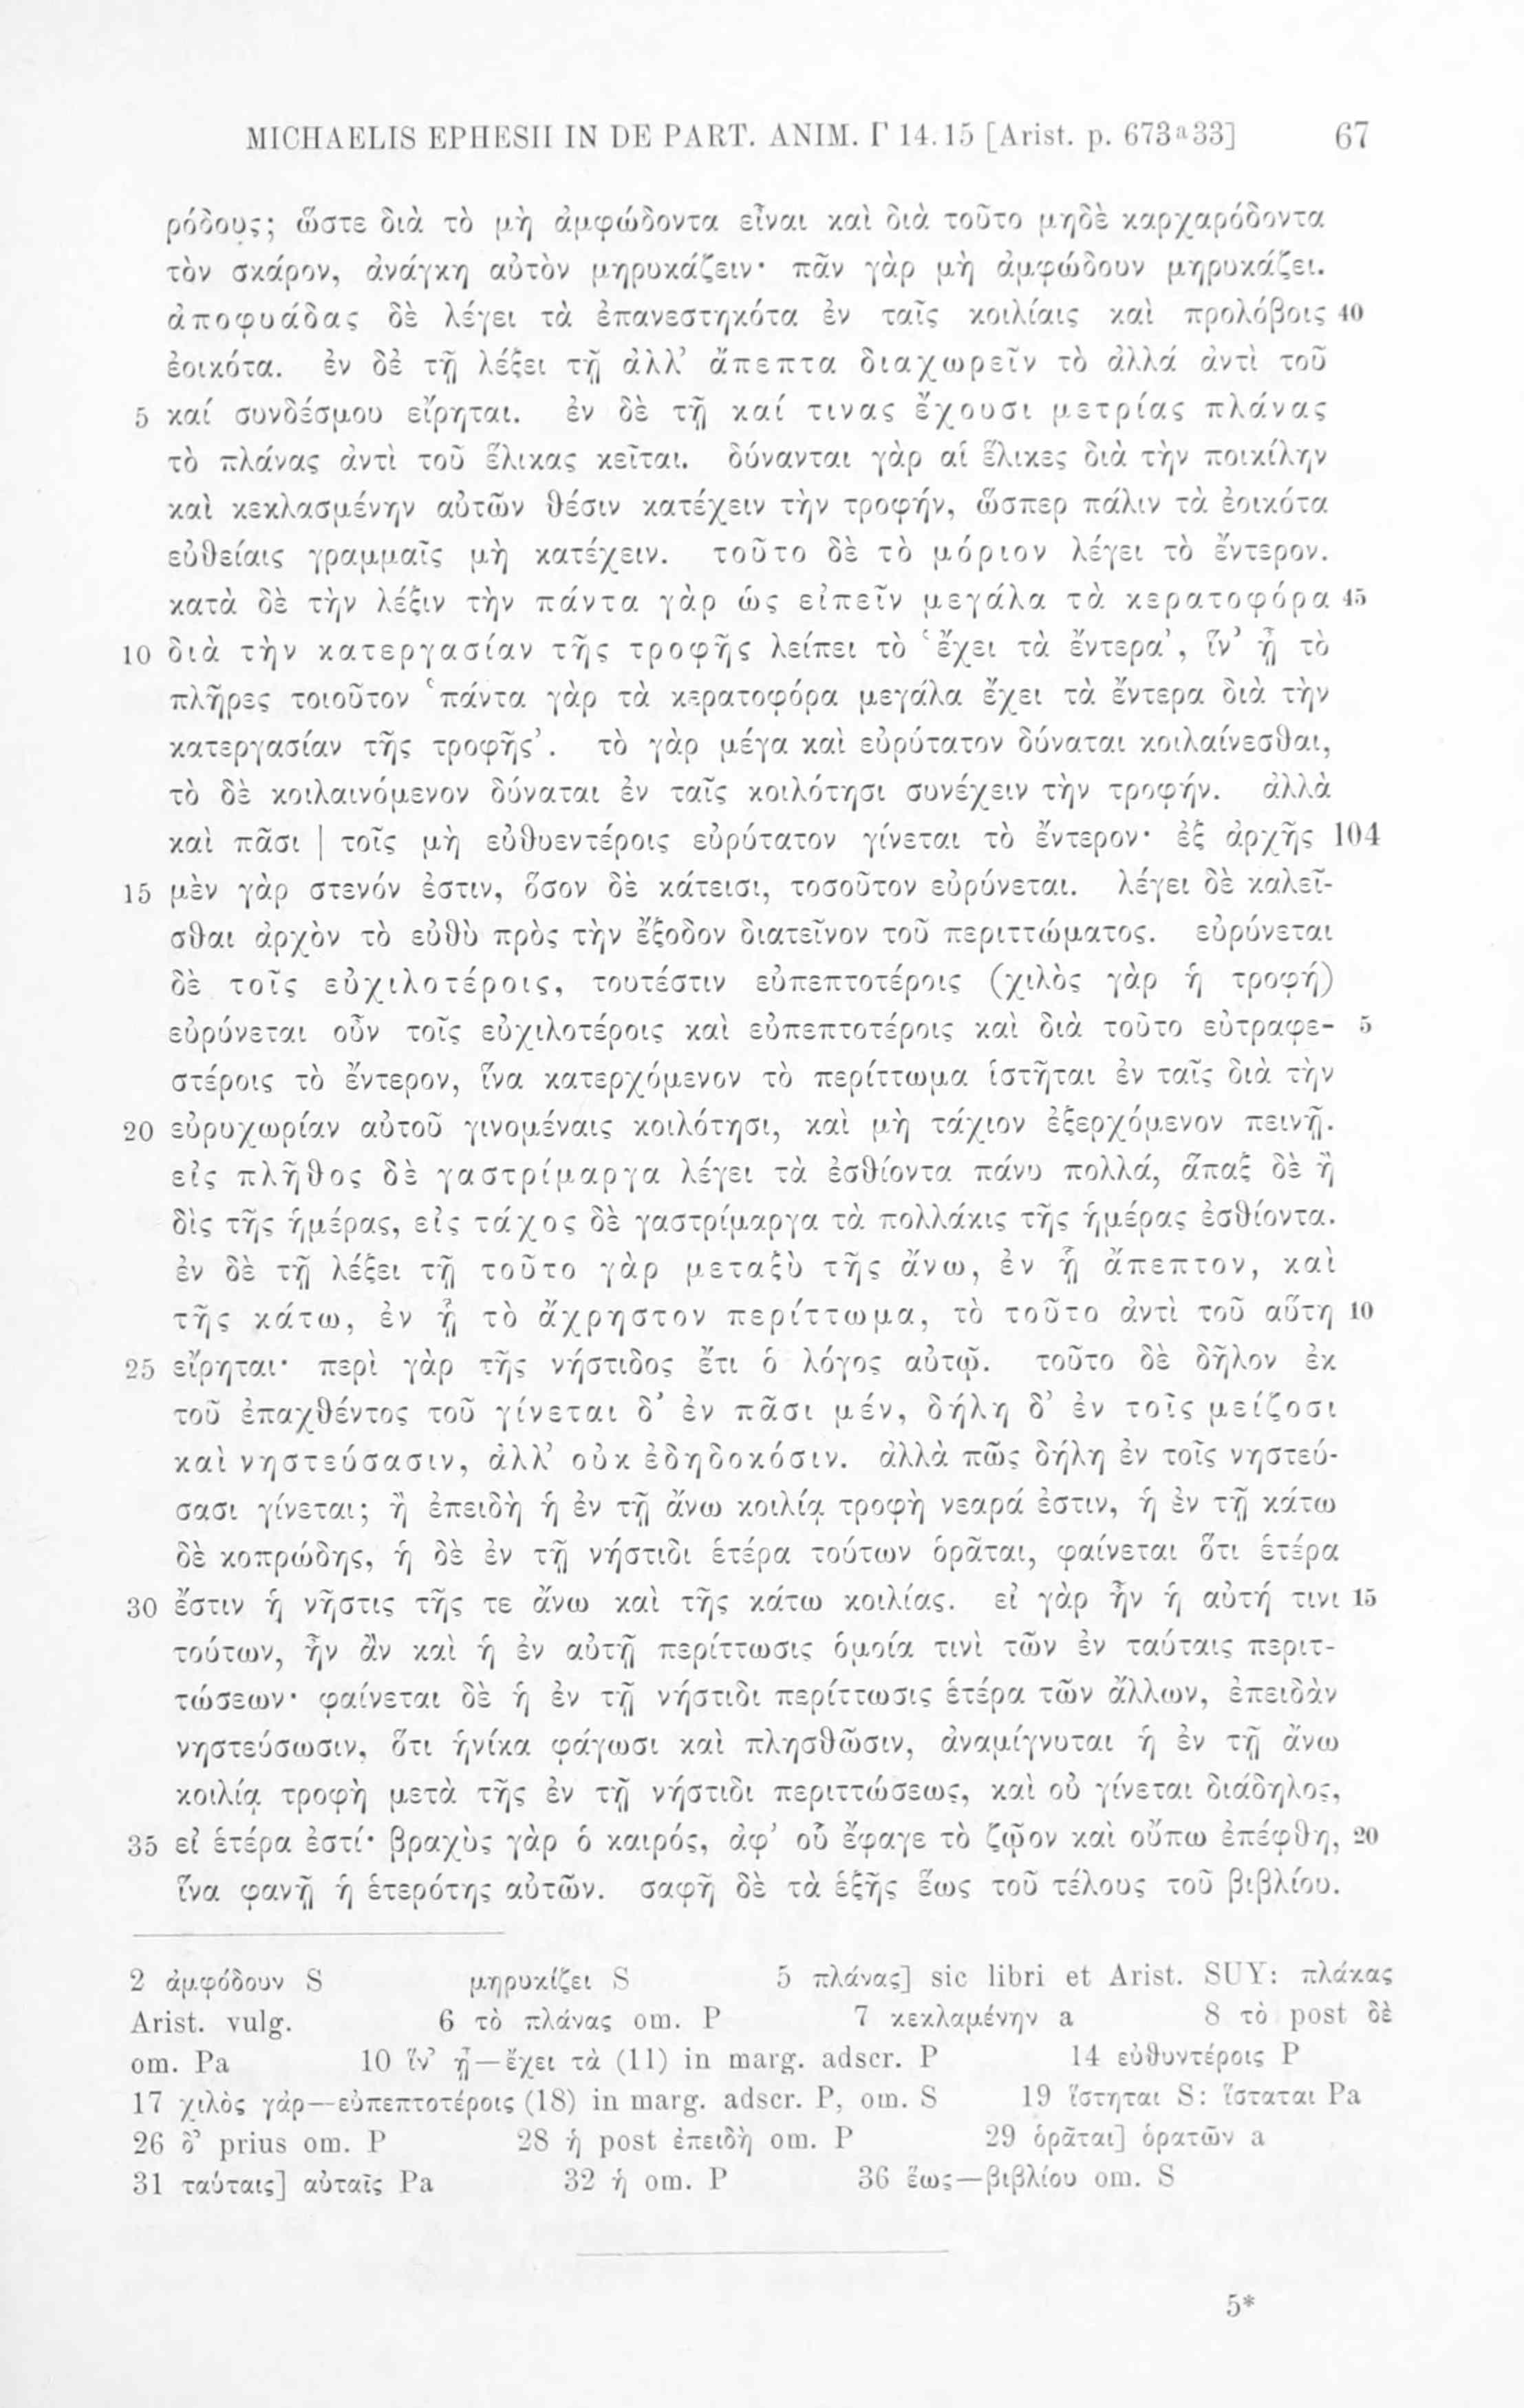 MICHAELIS EPHESII IN DE PART. ANIM. Γ 14.15 [Arist. p. 673a33] 67
ρόδους; ὥστε διὰ τὸ μὴ ἀμφώδοντα εἶναι καὶ διὰ τοῦτο μηδὲ καρχαρόδοντα
τὸν σκάρον, ἀνάγκη αὐτὸν μηρυκάζειν· πᾶν γὰρ μὴ ἀμφώδουν μηρυκάζει.
ἀποφυάδας δὲ λέγει τὰ ἐπανεστηκότα ἐν ταῖς κοιλίαις καὶ προλόβοις 40
ἐοικότα. ἐν δὲ τῇ λέξει τῇ ἀλλ’ ἄπεπτα διαχωρεῖν τὸ ἀλλά ἀντὶ τοῦ
5 καί συνδέσμου εἴρηται. ἐν δὲ τῇ καί τινας ἔχουσι μετρίας πλάνας
τὸ πλάνας ἀντὶ τοῦ ἕλικας κεῖται. δύνανται γὰρ αἱ ἕλικες διὰ τὴν ποικίλην
καὶ κεκλασμένην αὐτῶν θέσιν κατέχειν τὴν τροφήν, ὥσπερ πάλιν τὰ ἐοικότα
εὐθείαις γραμμαῖς μὴ κατέχειν. τοῦτο δὲ τὸ μόριον λέγει τὸ ἔντερον.
κατὰ δὲ τὴν λέξιν τὴν πάντα γὰρ ὡς εἰπεῖν μεγάλα τὰ κερατοφόρα 45
10 διὰ τὴν κατεργασίαν τῆς τροφῆς λείπει τὸ ‘ἔχει τὰ ἔντερα’, ἵν’ ᾖ τὸ
πλῆρες τοιοῦτον ‘πάντα γὰρ τὰ κερατοφόρα μεγάλα ἔχει τὰ ἔντερα διὰ τὴν
κατεργασίαν τῆς τροφῆς’. τὸ γὰρ μέγα καὶ εὐρύτατον δύναται κοιλαίνεσθαι,
τὸ δὲ κοιλαινόμενον δύναται ἐν ταῖς κοιλότησι συνέχειν τὴν τροφήν. ἀλλὰ
καὶ πᾶσι | τοῖς μὴ εὐθυεντέροις εὐρύτατον γίνεται τὸ ἔντερον· ἐξ ἀρχῆς 104
15 μὲν γὰρ στενόν ἐστιν, ὅσον δὲ κάτεισι, τοσοῦτον εὐρύνεται. λέγει δὲ καλεῖ-
σθαι ἀρχὸν τὸ εὐθὺ πρὸς τὴν ἔξοδον διατεῖνον τοῦ περιττώματος. εὐρύνεται
δὲ τοῖς εὐχιλοτέροις, τουτέστιν εὐπεπτοτέροις (χιλὸς γὰρ ἡ τροφή)
εὐρύνεται οὖν τοῖς εὐχιλοτέροις καὶ εὐπεπτοτέροις καὶ διὰ τοῦτο εὐτραφε- 5
στέροις τὸ ἔντερον, ἵνα κατερχόμενον τὸ περίττωμα ἱστῆται ἐν ταῖς διὰ τὴν
20 εὐρυχωρίαν αὐτοῦ γινομέναις κοιλότησι, καὶ μὴ τάχιον ἐξερχόμενον πεινῇ.
εἰς πλῆθος δὲ γαστρίμαργα λέγει τὰ ἐσθίοντα πάνυ πολλά, ἅπαξ δὲ ἢ
δὶς τῆς ἡμέρας, εἰς τάχος δὲ γαστρίμαργα τὰ πολλάκις τῆς ἡμέρας ἐσθίοντα.
ἐν δὲ τῇ λέξει τῇ τοῦτο γὰρ μεταξὺ τῆς ἄνω, ἐν ᾗ ἄπεπτον, καὶ
τῆς κάτω, ἐν ᾗ τὸ ἄχρηστον περίττωμα, τὸ τοῦτο ἀντὶ τοῦ αὕτη 10
25 εἴρηται· περὶ γὰρ τῆς νήστιδος ἔτι ὁ λόγος αὐτῷ. τοῦτο δὲ δῆλον ἐκ
τοῦ ἐπαχθέντος τοῦ γίνεται δ’ ἐν πᾶσι μέν, δήλη δ’ ἐν τοῖς μείζοσι
καὶ νηστεύσασιν, ἀλλ’ οὐκ ἐδηδοκόσιν. ἀλλὰ πῶς δήλη ἐν τοῖς νηστεύ-
σασι γίνεται; ἢ ἐπειδὴ ἡ ἐν τῇ ἄνω κοιλίᾳ τροφὴ νεαρά ἐστιν, ἡ ἐν τῇ κάτω
δὲ κοπρώδης, ἡ δὲ ἐν τῇ νήστιδι ἑτέρα τούτων ὁρᾶται, φαίνεται ὅτι ἑτέρα
30 ἔστιν ἡ νῆστις τῆς τε ἄνω καὶ τῆς κάτω κοιλίας. εἰ γὰρ ἦν ἡ αὐτή τινι 15
τούτων, ἦν ἂν καὶ ἡ ἐν αὐτῇ περίττωσις ὁμοία τινὶ τῶν ἐν ταύταις περιτ-
τώσεων· φαίνεται δὲ ἡ ἐν τῇ νήστιδι περίττωσις ἑτέρα τῶν ἄλλων, ἐπειδὰν
νηστεύσωσιν, ὅτι ἡνίκα φάγωσι καὶ πλησθῶσιν, ἀναμίγνυται ἡ ἐν τῇ ἄνω
κοιλίᾳ τροφὴ μετὰ τῆς ἐν τῇ νήστιδι περιττώσεως, καὶ οὐ γίνεται διάδηλος,
35 εἰ ἑτέρα ἐστί· βραχὺς γὰρ ὁ καιρός, ἀφ’ οὗ ἔφαγε τὸ ζῷον καὶ οὔπω ἐπέφθη, 20
ἵνα φανῇ ἡ ἑτερότης αὐτῶν. σαφῆ δὲ τὰ ἑξῆς ἕως τοῦ τέλους τοῦ βιβλίου.
2 ἀμφόδουν S μηρυκίζει S 5 πλάνας] sic libri et Arist. SUY: πλάκας
Arist. vulg. 6 τὸ πλάνας om. P 7 κεκλαμένην a 8 τὸ post δὲ
om. Pa 10 ἵν’ ᾖ—ἔχει τὰ (11) in marg. adscr. P 14 εὐθυντέροις P
17 χιλὸς γὰρ—εὐπεπτοτέροις (18) in marg. adscr. P, om. S 19 ἵστηται S: ἵσταται Pa
26 δ’ prius om. P 28 ἡ post ἐπειδὴ om. P 29 ὁρᾶται] ὁρατῶν a
31 ταύταις] αὐταῖς Pa 32 ἡ om. P 36 ἕως—βιβλίου om. S
5*